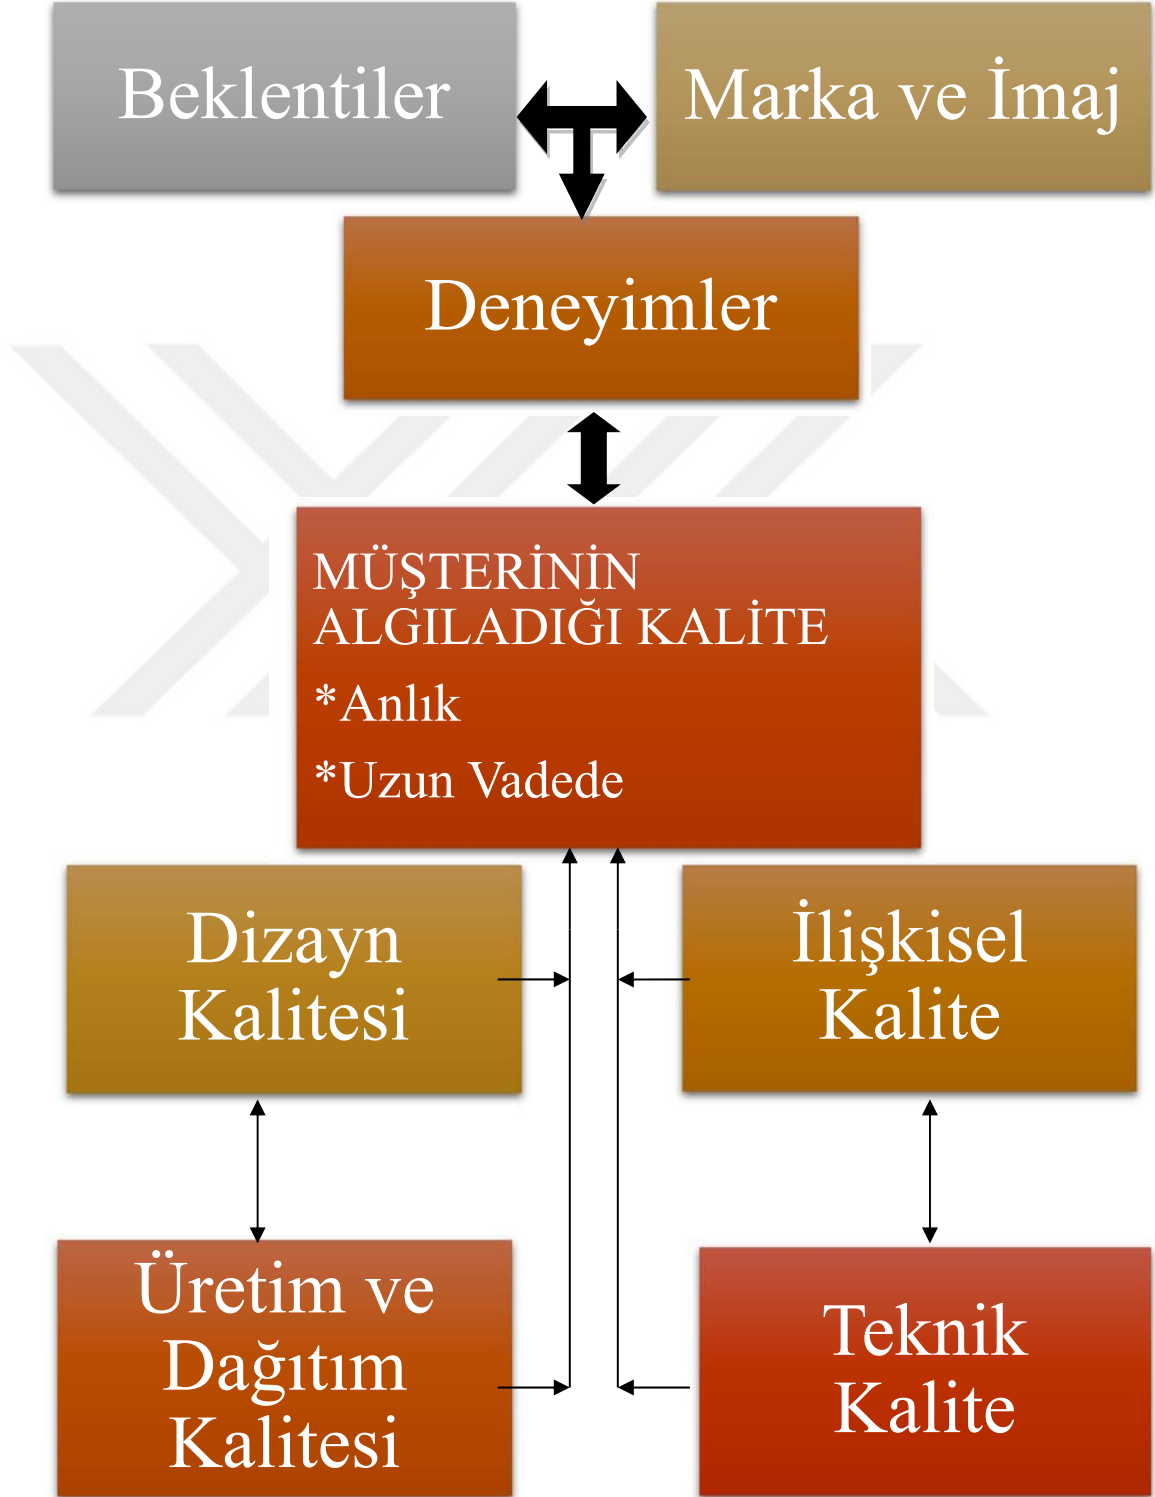 Beklentiler
Marka ve İmaj
Deneyimler
MÜŞTERİNİN
ALGILADIĞI KALİTE
*Anlık
*Uzun Vadede
Dizayn
Kalitesi
İlişkisel
Kalite
Üretim ve
Dağıtım
Kalitesi
Teknik
Kalite